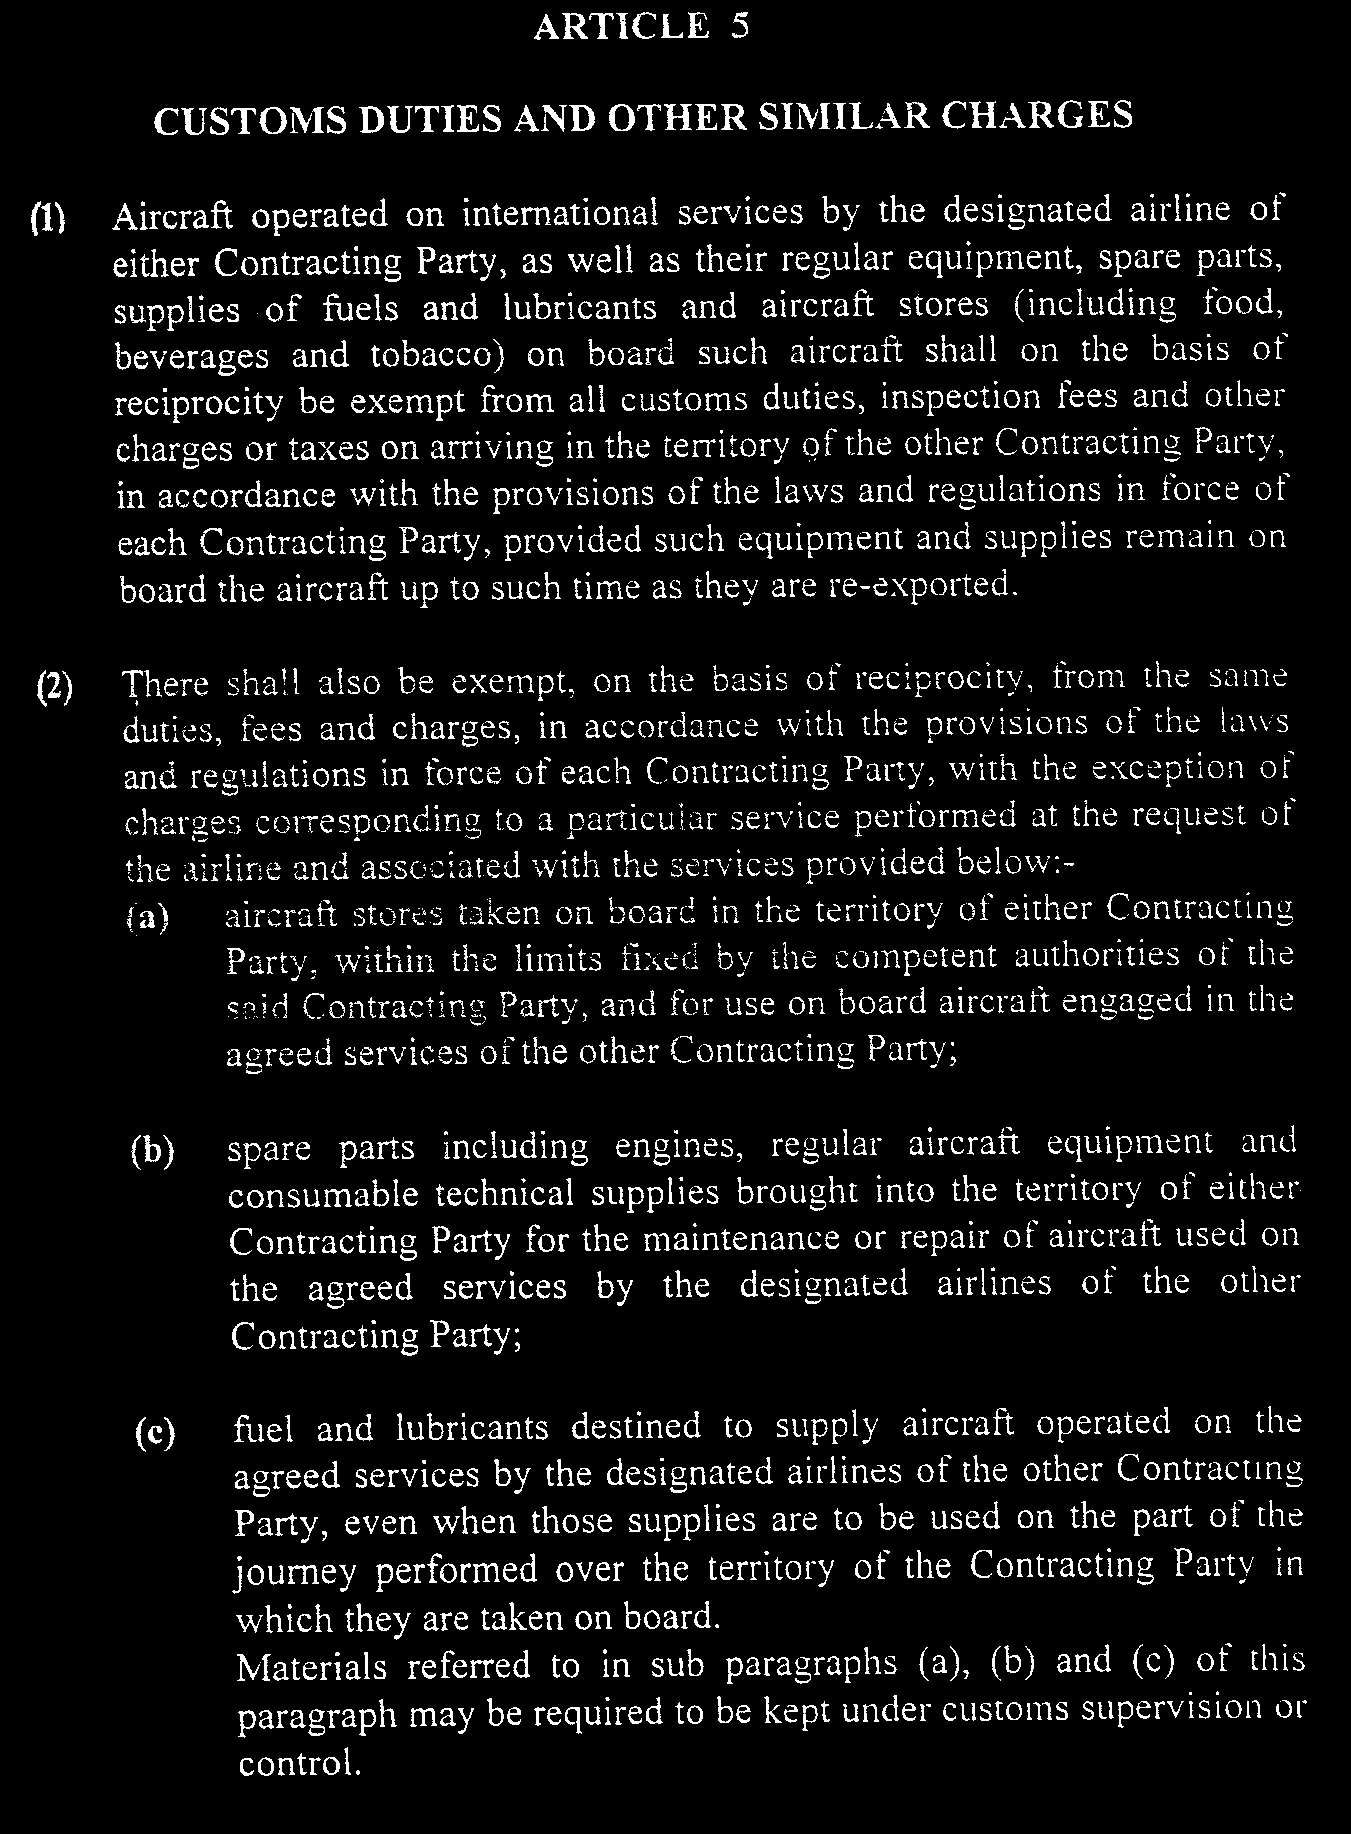 ARTICLE 5
CUSTOMS DUTIES AND OTHER SIMILAR CHARGES
(1) Aircraft operated on international services by the designated airline of
either Contracting Party, as well as their regular equipment, spare parts,
supplies of fuels and lubricants and aircraft stores (including food,
beverages and tobacco) on board such aircraft shall on the basis of
reciprocity be exempt from all customs duties, inspection fees and other
charges or taxes on arriving in the territory of the other Contracting Party,
in accordance with the provisions of the laws and regulations in force of
each Contracting Party, provided such equipment and supplies remain on
board the aircraft up to such time as they are re-exported.
(2) There shall also be exempt, on the basis of reciprocity, from the same
duties, fees and charges, in accordance with the provisions of the laws
and regulations in force of each Contracting Party, with the exception of
charges corresponding to a particular service performed at the request of
the airline and associated with the services provided below:-
(a) aircraft stores taken on board in the territory of either Contracting
Party, within the limits fixed by the competent authorities of the
said Contracting Party, and for use on board aircraft engaged in the
agreed services of the other Contracting Party;
(b) spare parts including engines, regular aircraft equipment and
consumable technical supplies brought into the territory of either
Contracting Party for the maintenance or repair of aircraft used on
the agreed services by the designated airlines of the other
Contracting Party;
(c) fuel and lubricants destined to supply aircraft operated on the
agreed services by the designated airlines of the other Contracting
Party, even when those supplies are to be used on the part of the
journey performed over the territory of the Contracting Party in
which they are taken on board.
Materials referred to in sub paragraphs (a), (b) and (c) of this
paragraph may be required to be kept under customs supervision or
control.